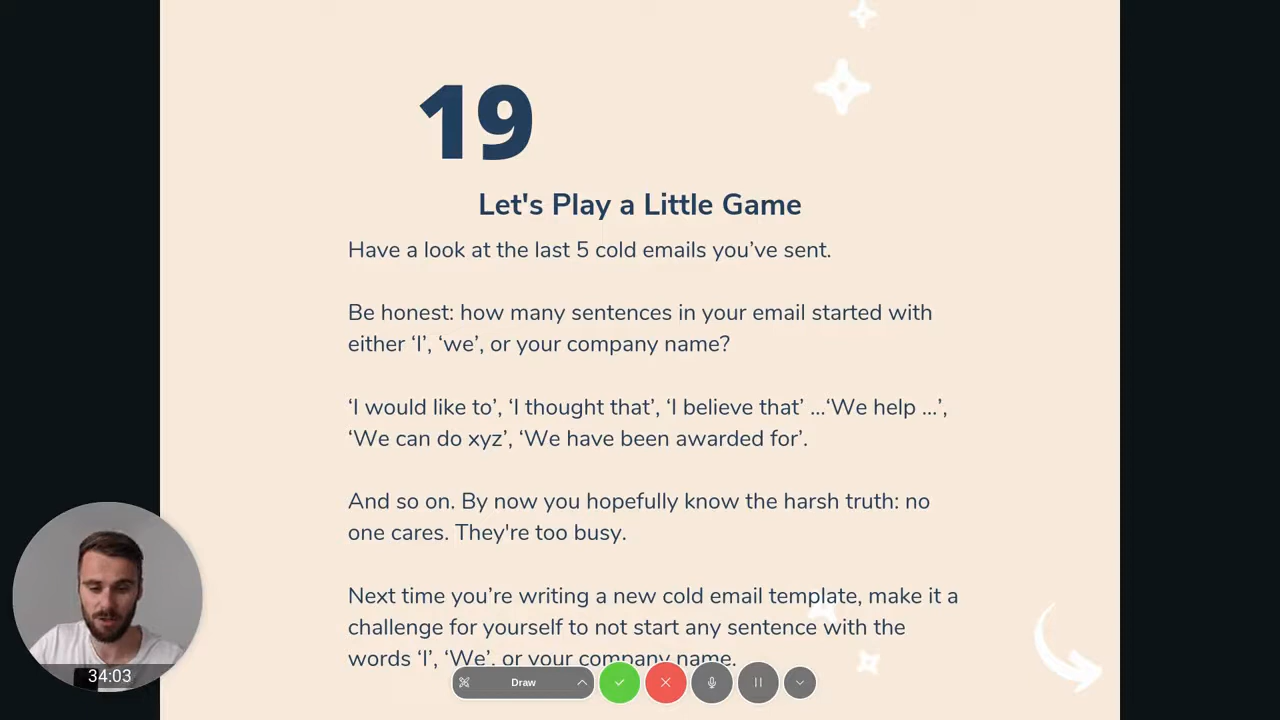 19
Let's Play a Little Game
Have a look at the last 5 cold emails you’ve sent.
Be honest: how many sentences in your email started with
either ‘I’, ‘we’, or your company name?
‘I would like to’, ‘I thought that’, ‘I believe that’ ...‘We help ...’,
‘We can do xyz’, ‘We have been awarded for’.
And so on. By now you hopefully know the harsh truth: no
one cares. They're too busy.
Next time you’re writing a new cold email template, make it a
challenge for yourself to not start any sentence with the
words ‘I’, ‘We’, or your company name.
34:03
Draw